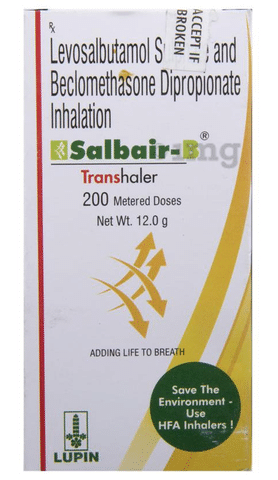 Rx
Levosalbutamol S and
Beclomethasone Dipropionate
Inhalation
Salbair-B®
Transhaler
200 Metered Doses
Net Wt. 12.0 g
ADDING LIFE TO BREATH
Save The
Environment -
Use
HFA Inhalers !
LUPIN
ACCEPT IF
BROKEN
1mg